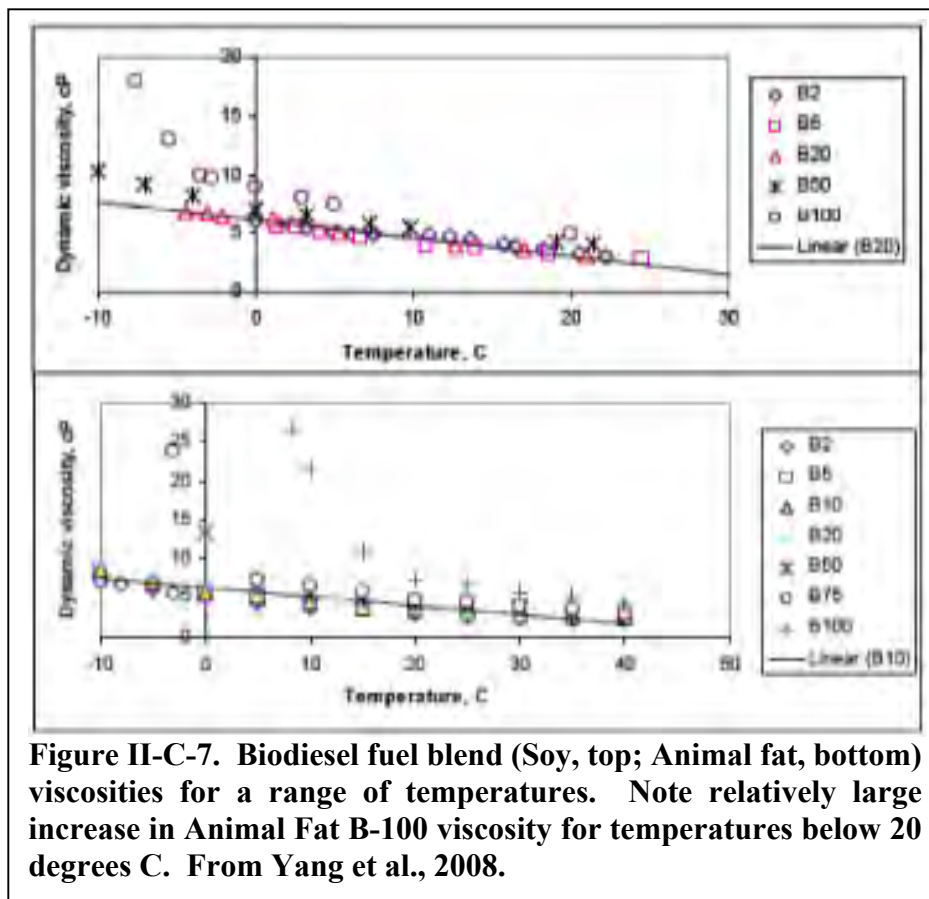 20
15
10
5
0
-10
0
10
20
30
Dynamic viscosity, cP
Temperature, C
B2
B5
B20
B50
B100
Linear (B20)
30
25
20
15
10
5
0
-10
0
10
20
30
40
50
Dynamic viscosity, cP
Temperature, C
B2
B5
B10
B20
B50
B75
B100
Linear (B10)
Figure II-C-7. Biodiesel fuel blend (Soy, top; Animal fat, bottom)
viscosities for a range of temperatures. Note relatively large
increase in Animal Fat B-100 viscosity for temperatures below 20
degrees C. From Yang et al., 2008.